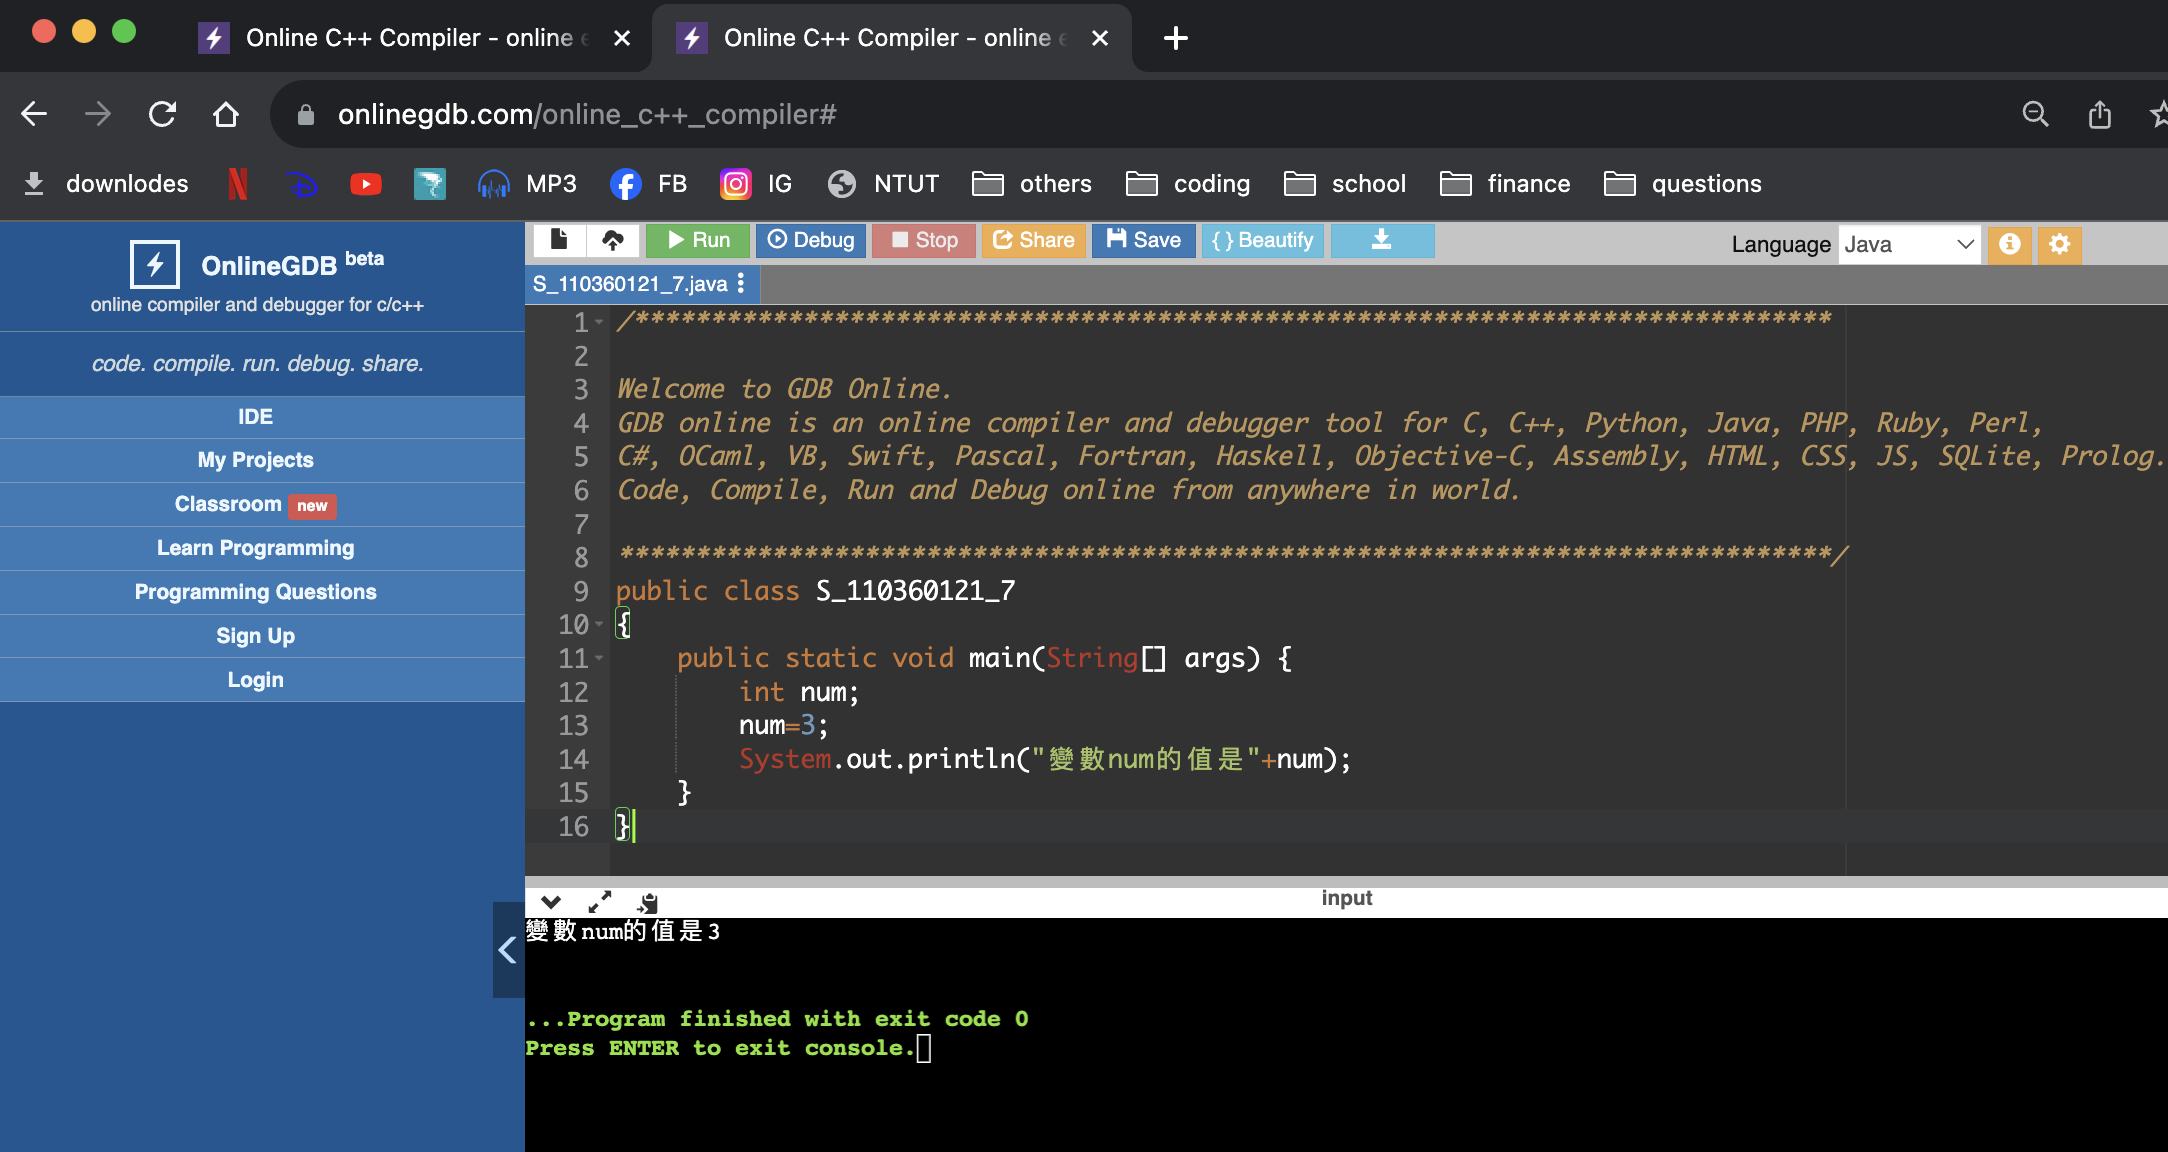 Online C++ Compiler - online
Online C++ Compiler - online
onlinegdb.com/online_c++_compiler#
downlodes MP3 FB IG NTUT others coding school finance questions
OnlineGDB beta
online compiler and debugger for c/c++
code. compile. run. debug. share.
IDE
My Projects
Classroom new
Learn Programming
Programming Questions
Sign Up
Login
Run Debug Stop Share Save { } Beautify Language Java
S_110360121_7.java
1 /******************************************************************************
2
3 Welcome to GDB Online.
4 GDB online is an online compiler and debugger tool for C, C++, Python, Java, PHP, Ruby, Perl,
5 C#, OCaml, VB, Swift, Pascal, Fortran, Haskell, Objective-C, Assembly, HTML, CSS, JS, SQLite, Prolog.
6 Code, Compile, Run and Debug online from anywhere in world.
7
8 *******************************************************************************/
9 public class S_110360121_7
10 {
11 public static void main(String[] args) {
12 int num;
13 num=3;
14 System.out.println("變數num的值是"+num);
15 }
16 }
input
變數num的值是3
...Program finished with exit code 0
Press ENTER to exit console.